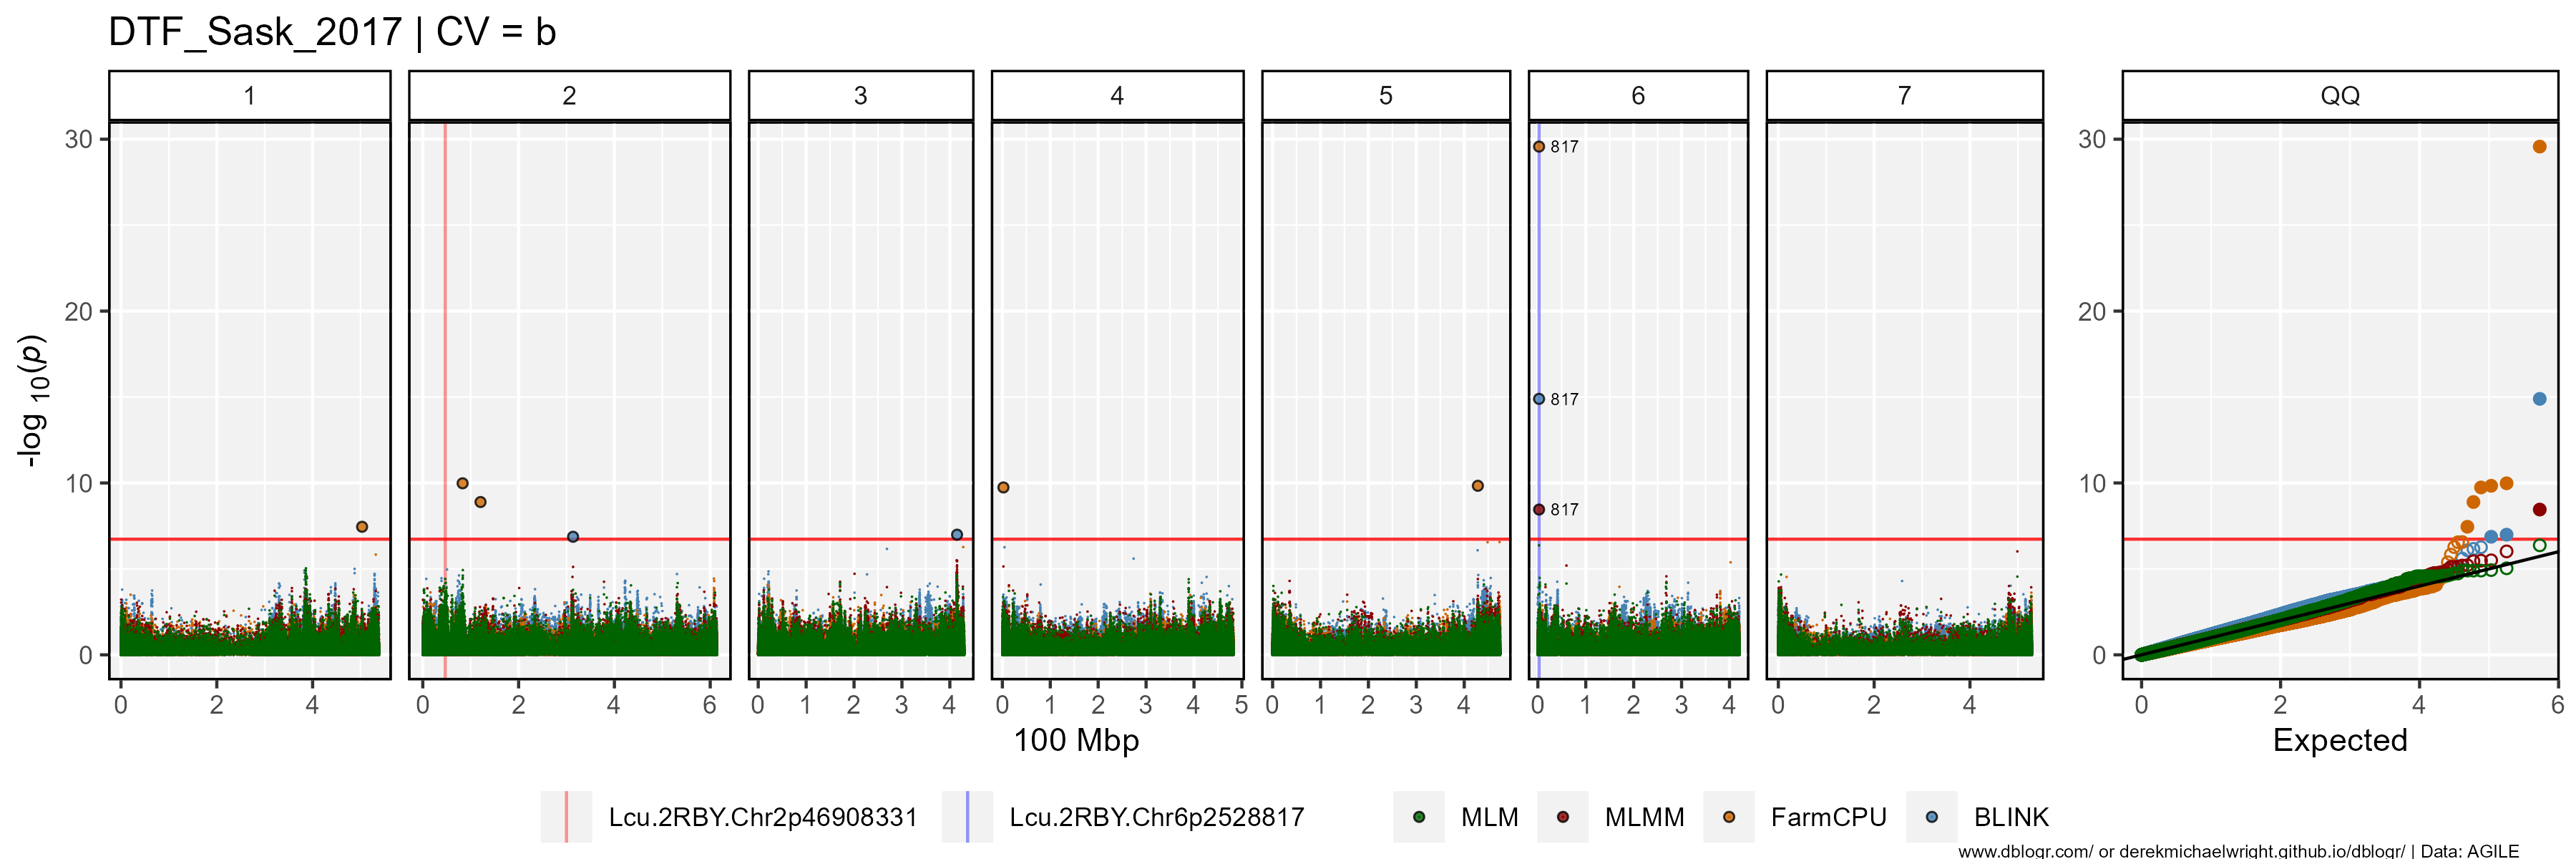 DTF_Sask_2017 | CV = b
1 2 3 4 5 6 7 QQ
30 30
817
20 20
-log 10(p)
817
10 10
817
0 0
0 2 4 0 2 4 6 0 1 2 3 4 0 1 2 3 4 5 0 1 2 3 4 0 1 2 3 4 0 2 4 0 2 4 6
100 Mbp Expected
Lcu.2RBY.Chr2p46908331 Lcu.2RBY.Chr6p2528817 MLM MLMM FarmCPU BLINK
www.dblogr.com/ or derekmichaelwright.github.io/dblogr/ | Data: AGILE